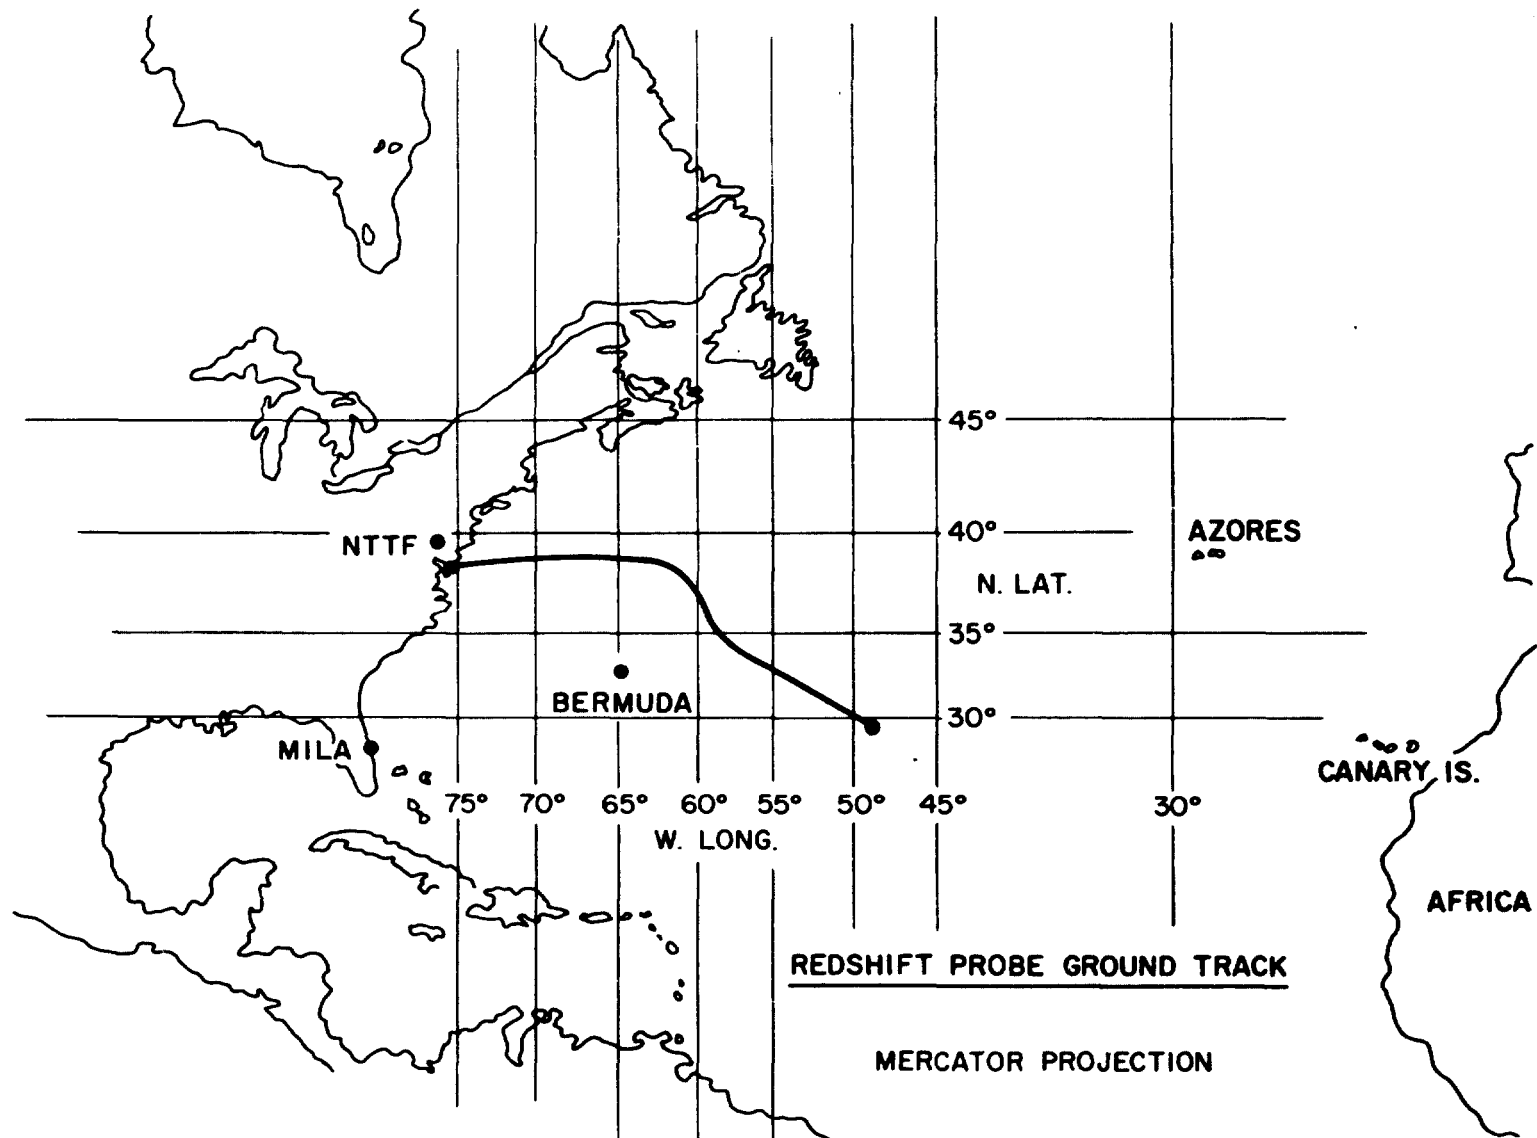 45°
40°
AZORES
NTTF
N. LAT.
35°
BERMUDA
30°
MILA
CANARY IS.
75° 70° 65° 60° 55° 50° 45° 30°
W. LONG.
AFRICA
REDSHIFT PROBE GROUND TRACK
MERCATOR PROJECTION